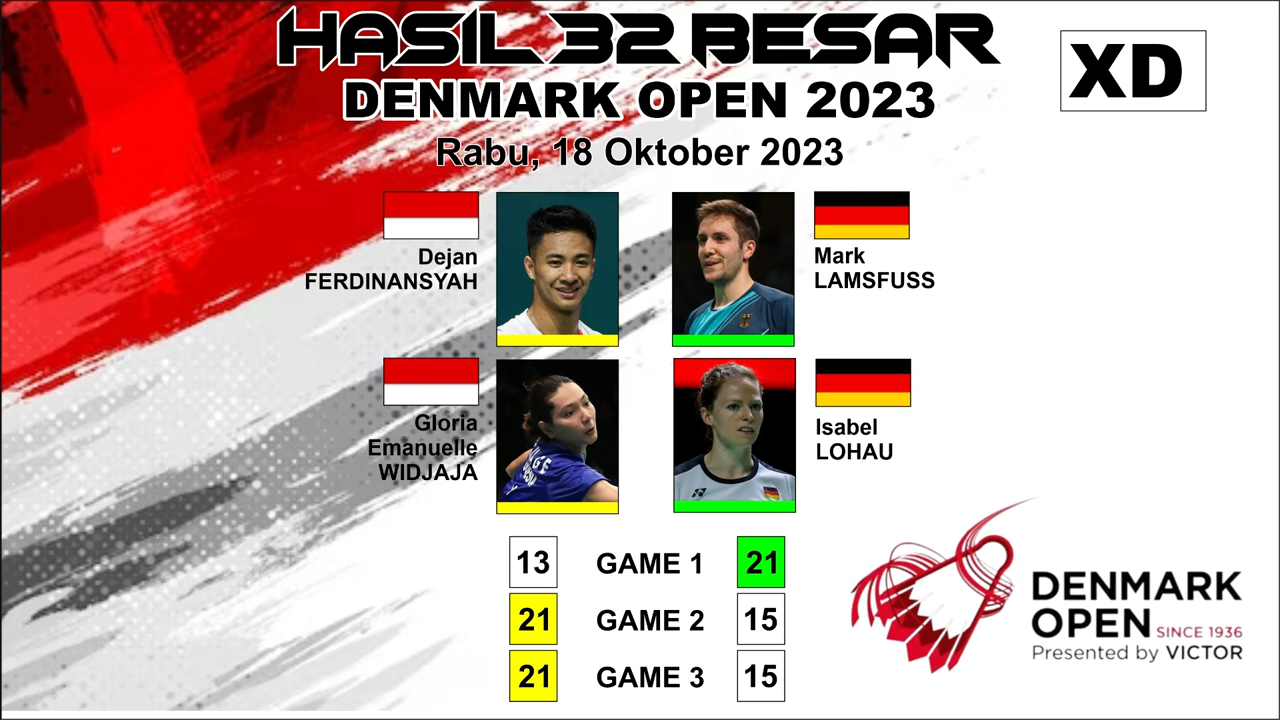 HASIL 32 BESAR
XD
DENMARK OPEN 2023
Rabu, 18 Oktober 2023
Dejan
FERDINANSYAH
Mark
LAMSFUSS
Gloria
Emanuelle
WIDJAJA
Isabel
LOHAU
13 GAME 1 21
21 GAME 2 15
21 GAME 3 15
DENMARK
OPEN SINCE 1936
Presented by VICTOR